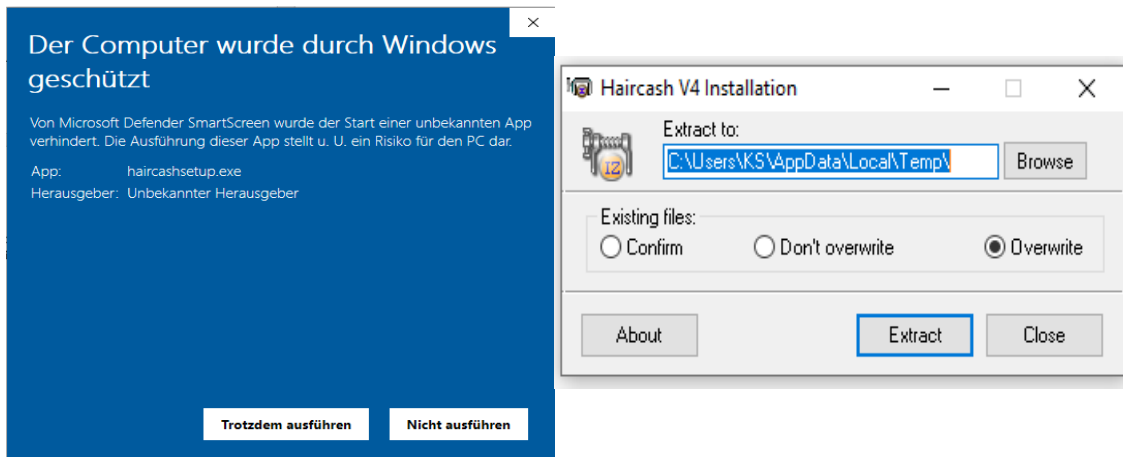 Der Computer wurde durch Windows
geschützt
Von Microsoft Defender SmartScreen wurde der Start einer unbekannten App
verhindert. Die Ausführung dieser App stellt u. U. ein Risiko für den PC dar.
App: haircashsetup.exe
Herausgeber: Unbekannter Herausgeber
Trotzdem ausführen
Nicht ausführen
Haircash V4 Installation
Extract to:
C:\Users\KS\AppData\Local\Temp\
Browse
IZ
Existing files:
Confirm
Don't overwrite
Overwrite
About
Extract
Close